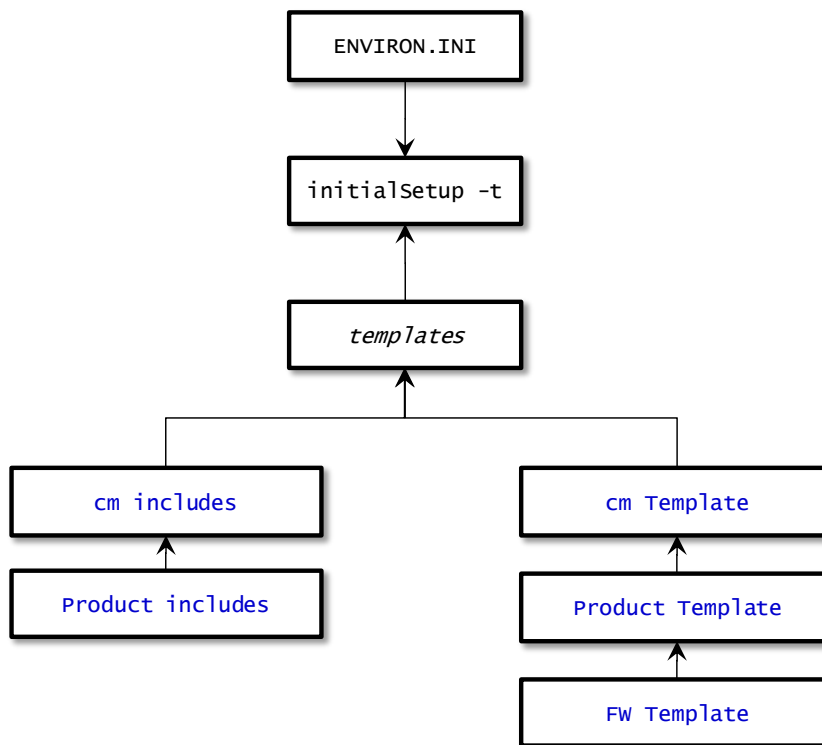 ENVIRON.INI
initialSetup -t
templates
cm includes
cm Template
Product includes
Product Template
FW Template